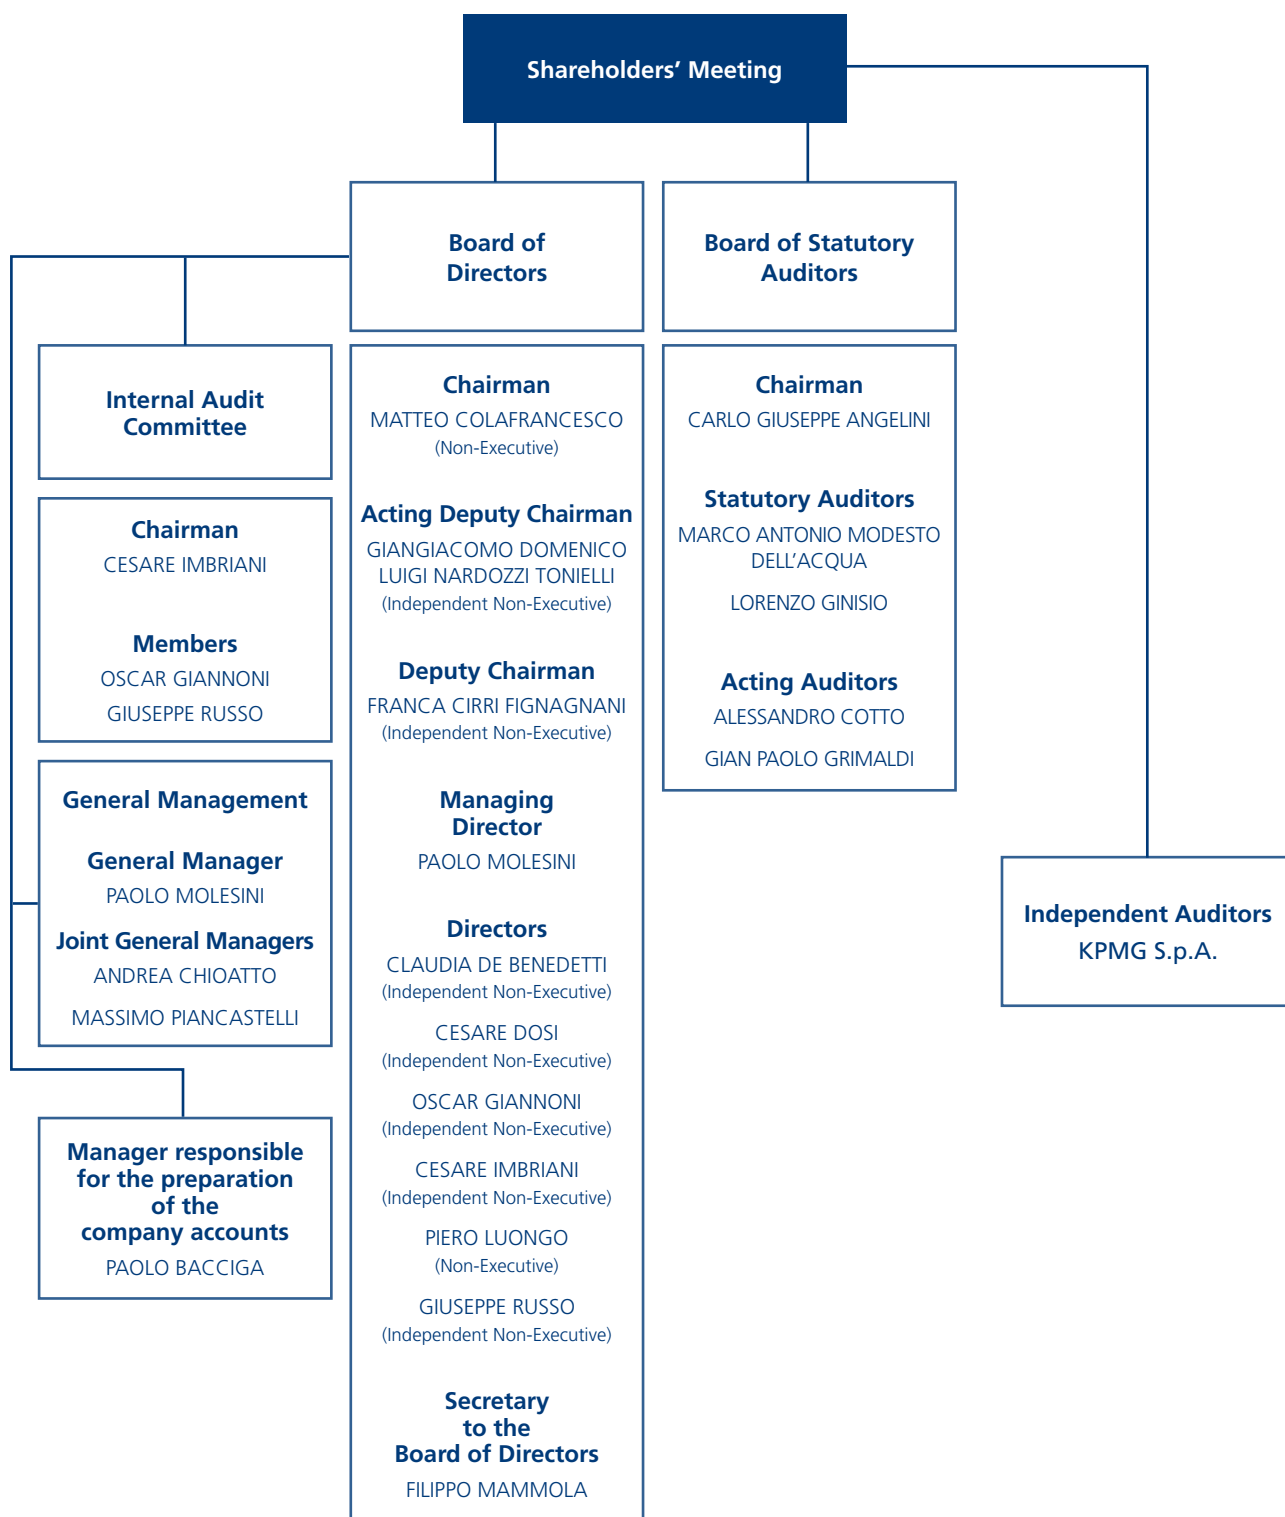 Shareholders' Meeting
Board of
Directors
Board of Statutory
Auditors
Internal Audit
Committee
Chairman
CESARE IMBRIANI
Members
OSCAR GIANNONI
GIUSEPPE RUSSO
General Management
General Manager
PAOLO MOLESINI
Joint General Managers
ANDREA CHIOATTO
MASSIMO PIANCASTELLI
Manager responsible
for the preparation
of the
company accounts
PAOLO BACCIGA
Chairman
MATTEO COLAFRANCESCO
(Non-Executive)
Acting Deputy Chairman
GIANGIACOMO DOMENICO
LUIGI NARDOZZI TONIELLI
(Independent Non-Executive)
Deputy Chairman
FRANCA CIRRI FIGNAGNANI
(Independent Non-Executive)
Managing
Director
PAOLO MOLESINI
Directors
CLAUDIA DE BENEDETTI
(Independent Non-Executive)
CESARE DOSI
(Independent Non-Executive)
OSCAR GIANNONI
(Independent Non-Executive)
CESARE IMBRIANI
(Independent Non-Executive)
PIERO LUONGO
(Non-Executive)
GIUSEPPE RUSSO
(Independent Non-Executive)
Secretary
to the
Board of Directors
FILIPPO MAMMOLA
Chairman
CARLO GIUSEPPE ANGELINI
Statutory Auditors
MARCO ANTONIO MODESTO
DELL'ACQUA
LORENZO GINISIO
Acting Auditors
ALESSANDRO COTTO
GIAN PAOLO GRIMALDI
Independent Auditors
KPMG S.p.A.